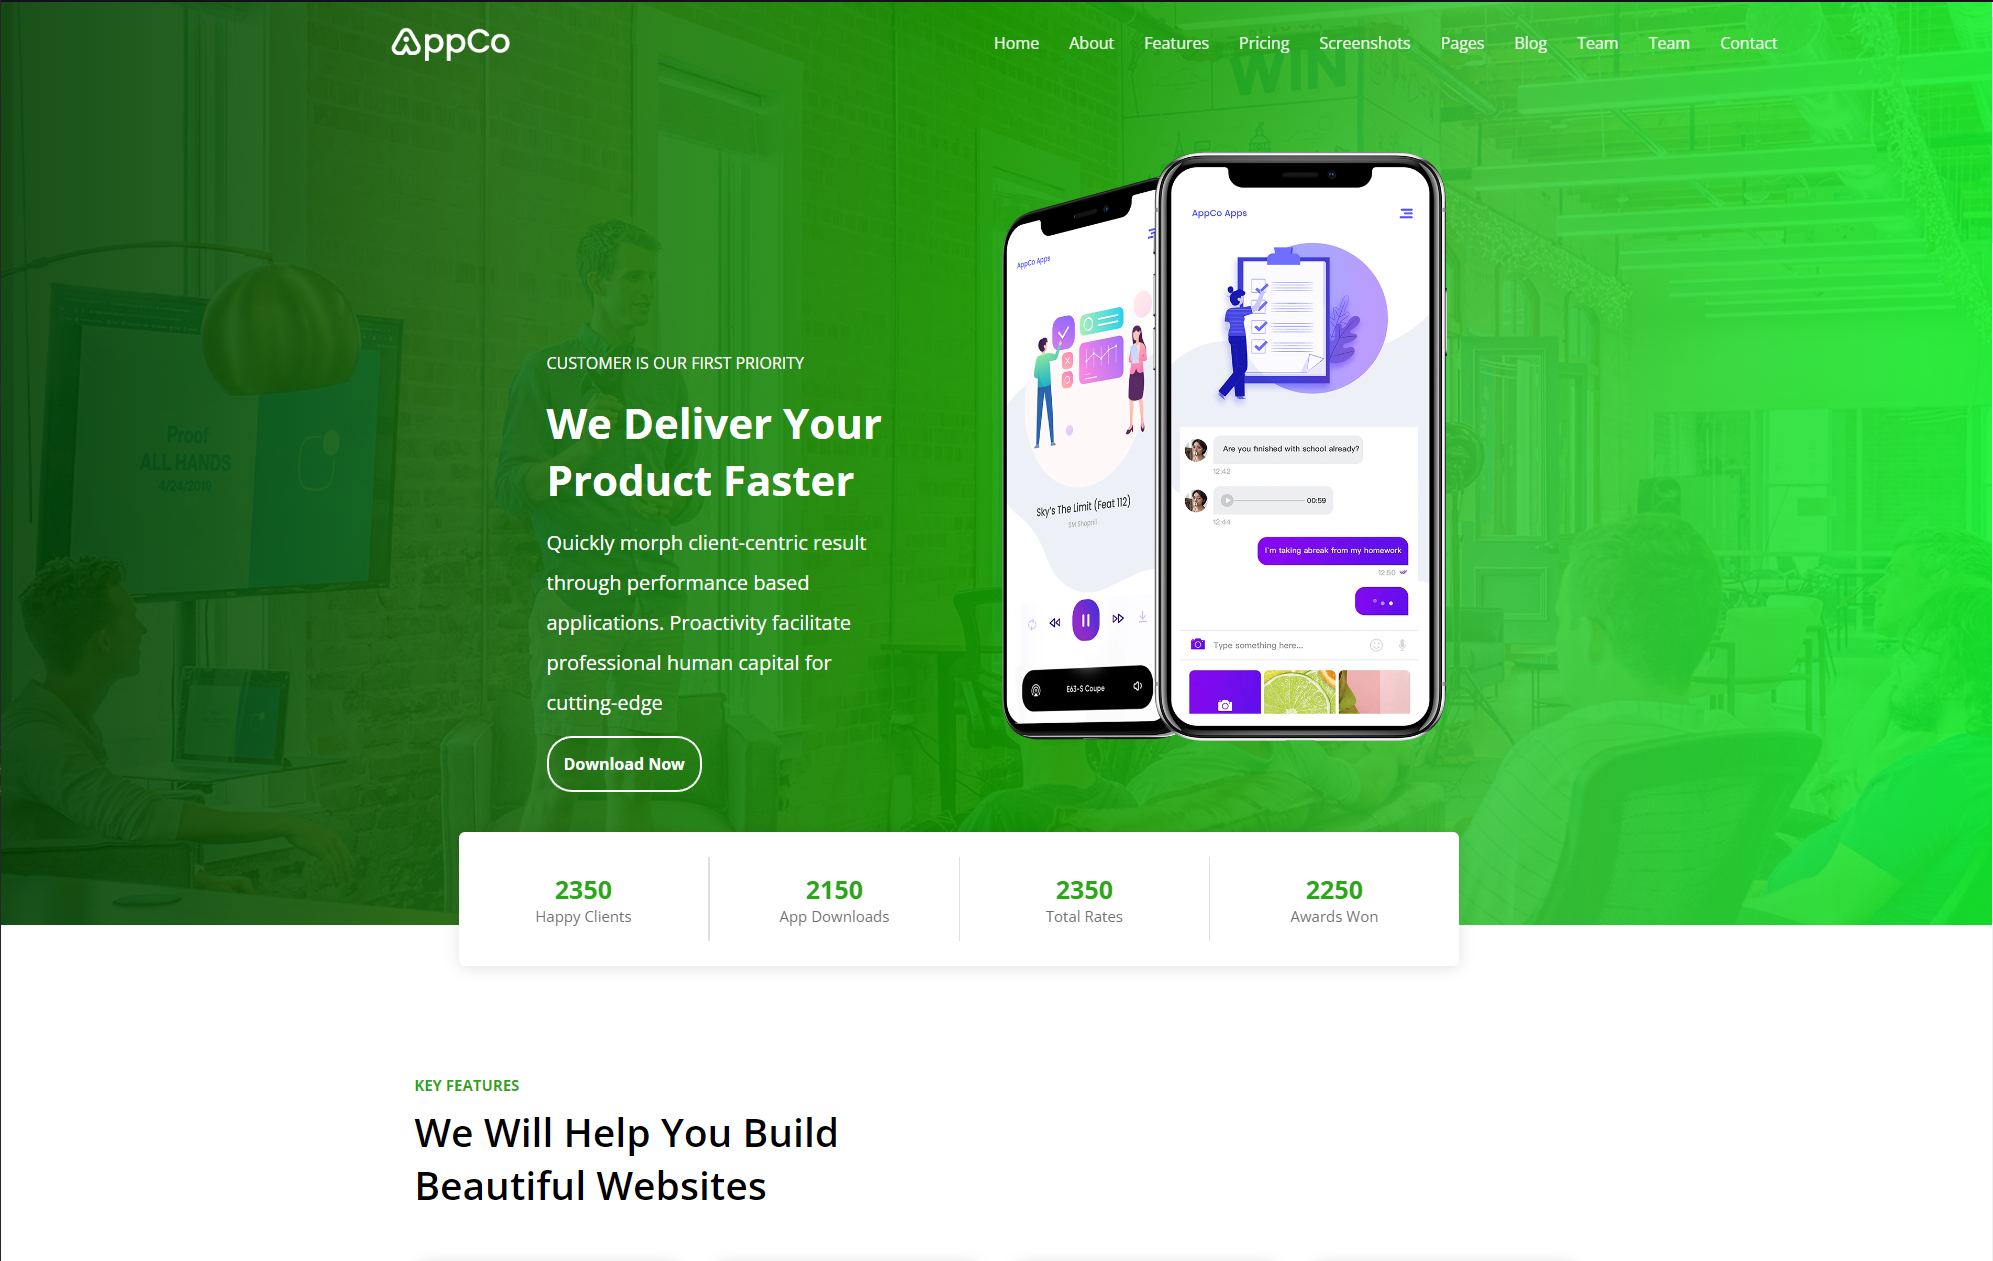 AppCo
Home About Features Pricing Screenshots Pages Blog Team Team Contact
WIN
Proof
ALL HANDS
4/24/2019
CUSTOMER IS OUR FIRST PRIORITY
We Deliver Your
Product Faster
Quickly morph client-centric result
through performance based
applications. Proactivity facilitate
professional human capital for
cutting-edge
Download Now
AppCo Apps
Sky's The Limit (Feat 112)
SM Shapnil
E63-S Coupe
AppCo Apps
Are you finished with school already?
12:42
00:59
12:44
I'm taking abreak from my homework
12:50
Type something here...
2350
Happy Clients
2150
App Downloads
2350
Total Rates
2250
Awards Won
KEY FEATURES
We Will Help You Build
Beautiful Websites